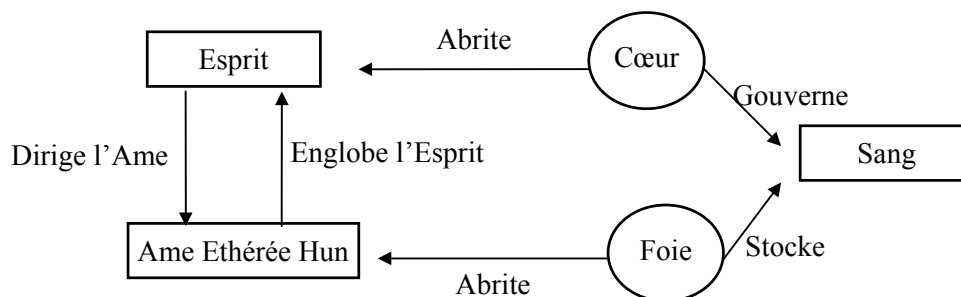 Abrite
Esprit
Cœur
Gouverne
Dirige l’Ame
Englobe l’Esprit
Sang
Ame Ethérée Hun
Foie
Stocke
Abrite